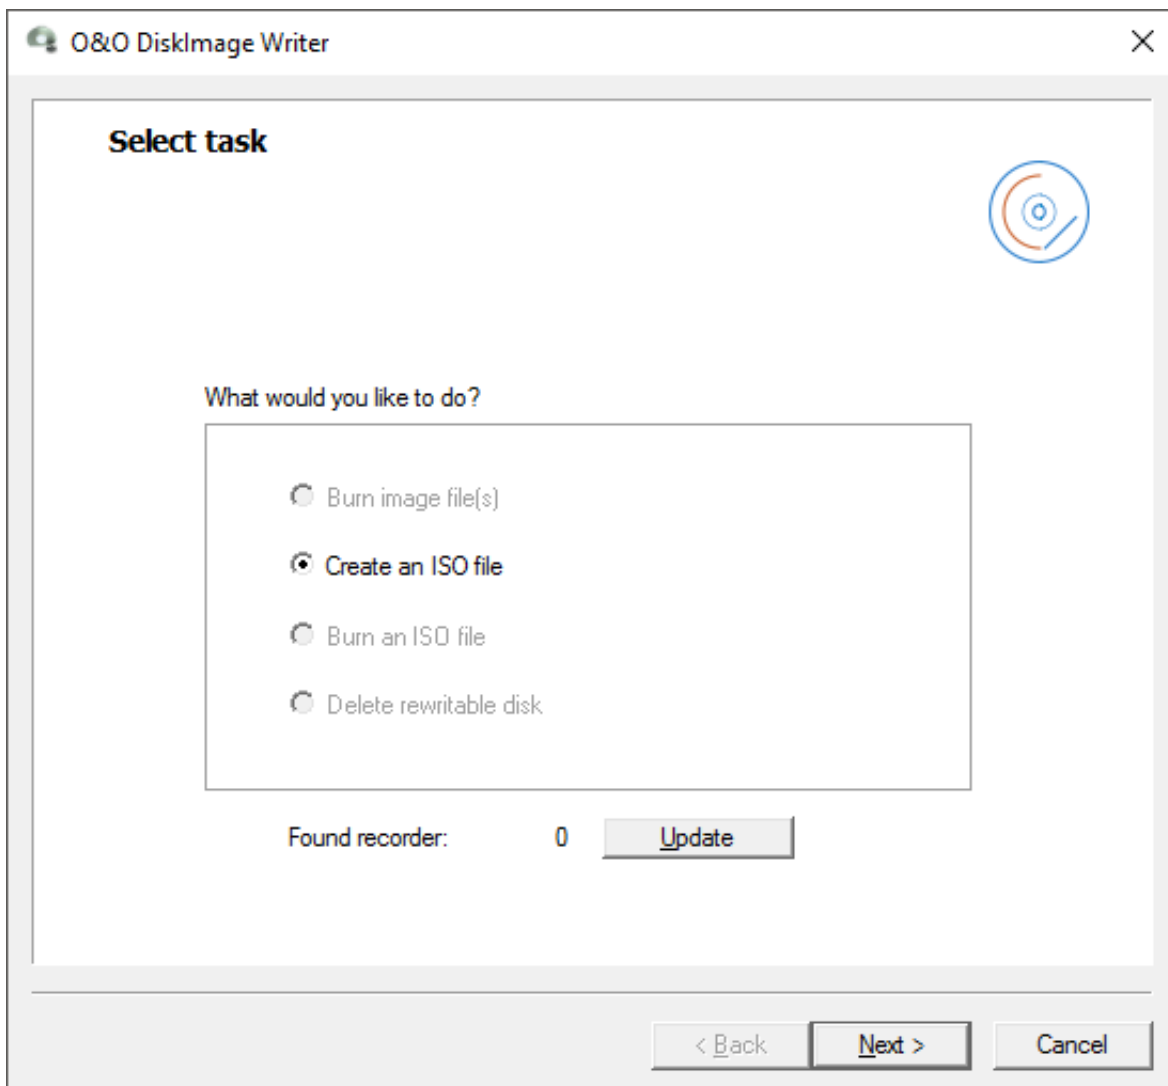 O&O DiskImage Writer
Select task
What would you like to do?
Burn image file(s)
Create an ISO file
Burn an ISO file
Delete rewritable disk
Found recorder: 0 Update
< Back Next > Cancel